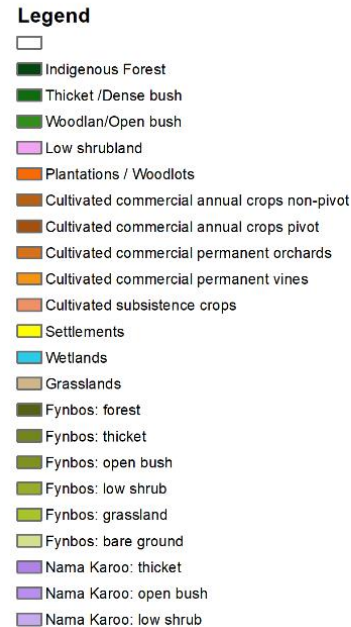 Legend
Indigenous Forest
Thicket /Dense bush
Woodlan/Open bush
Low shrubland
Plantations / Woodlots
Cultivated commercial annual crops non-pivot
Cultivated commercial annual crops pivot
Cultivated commercial permanent orchards
Cultivated commercial permanent vines
Cultivated subsistence crops
Settlements
Wetlands
Grasslands
Fynbos: forest
Fynbos: thicket
Fynbos: open bush
Fynbos: low shrub
Fynbos: grassland
Fynbos: bare ground
Nama Karoo: thicket
Nama Karoo: open bush
Nama Karoo: low shrub